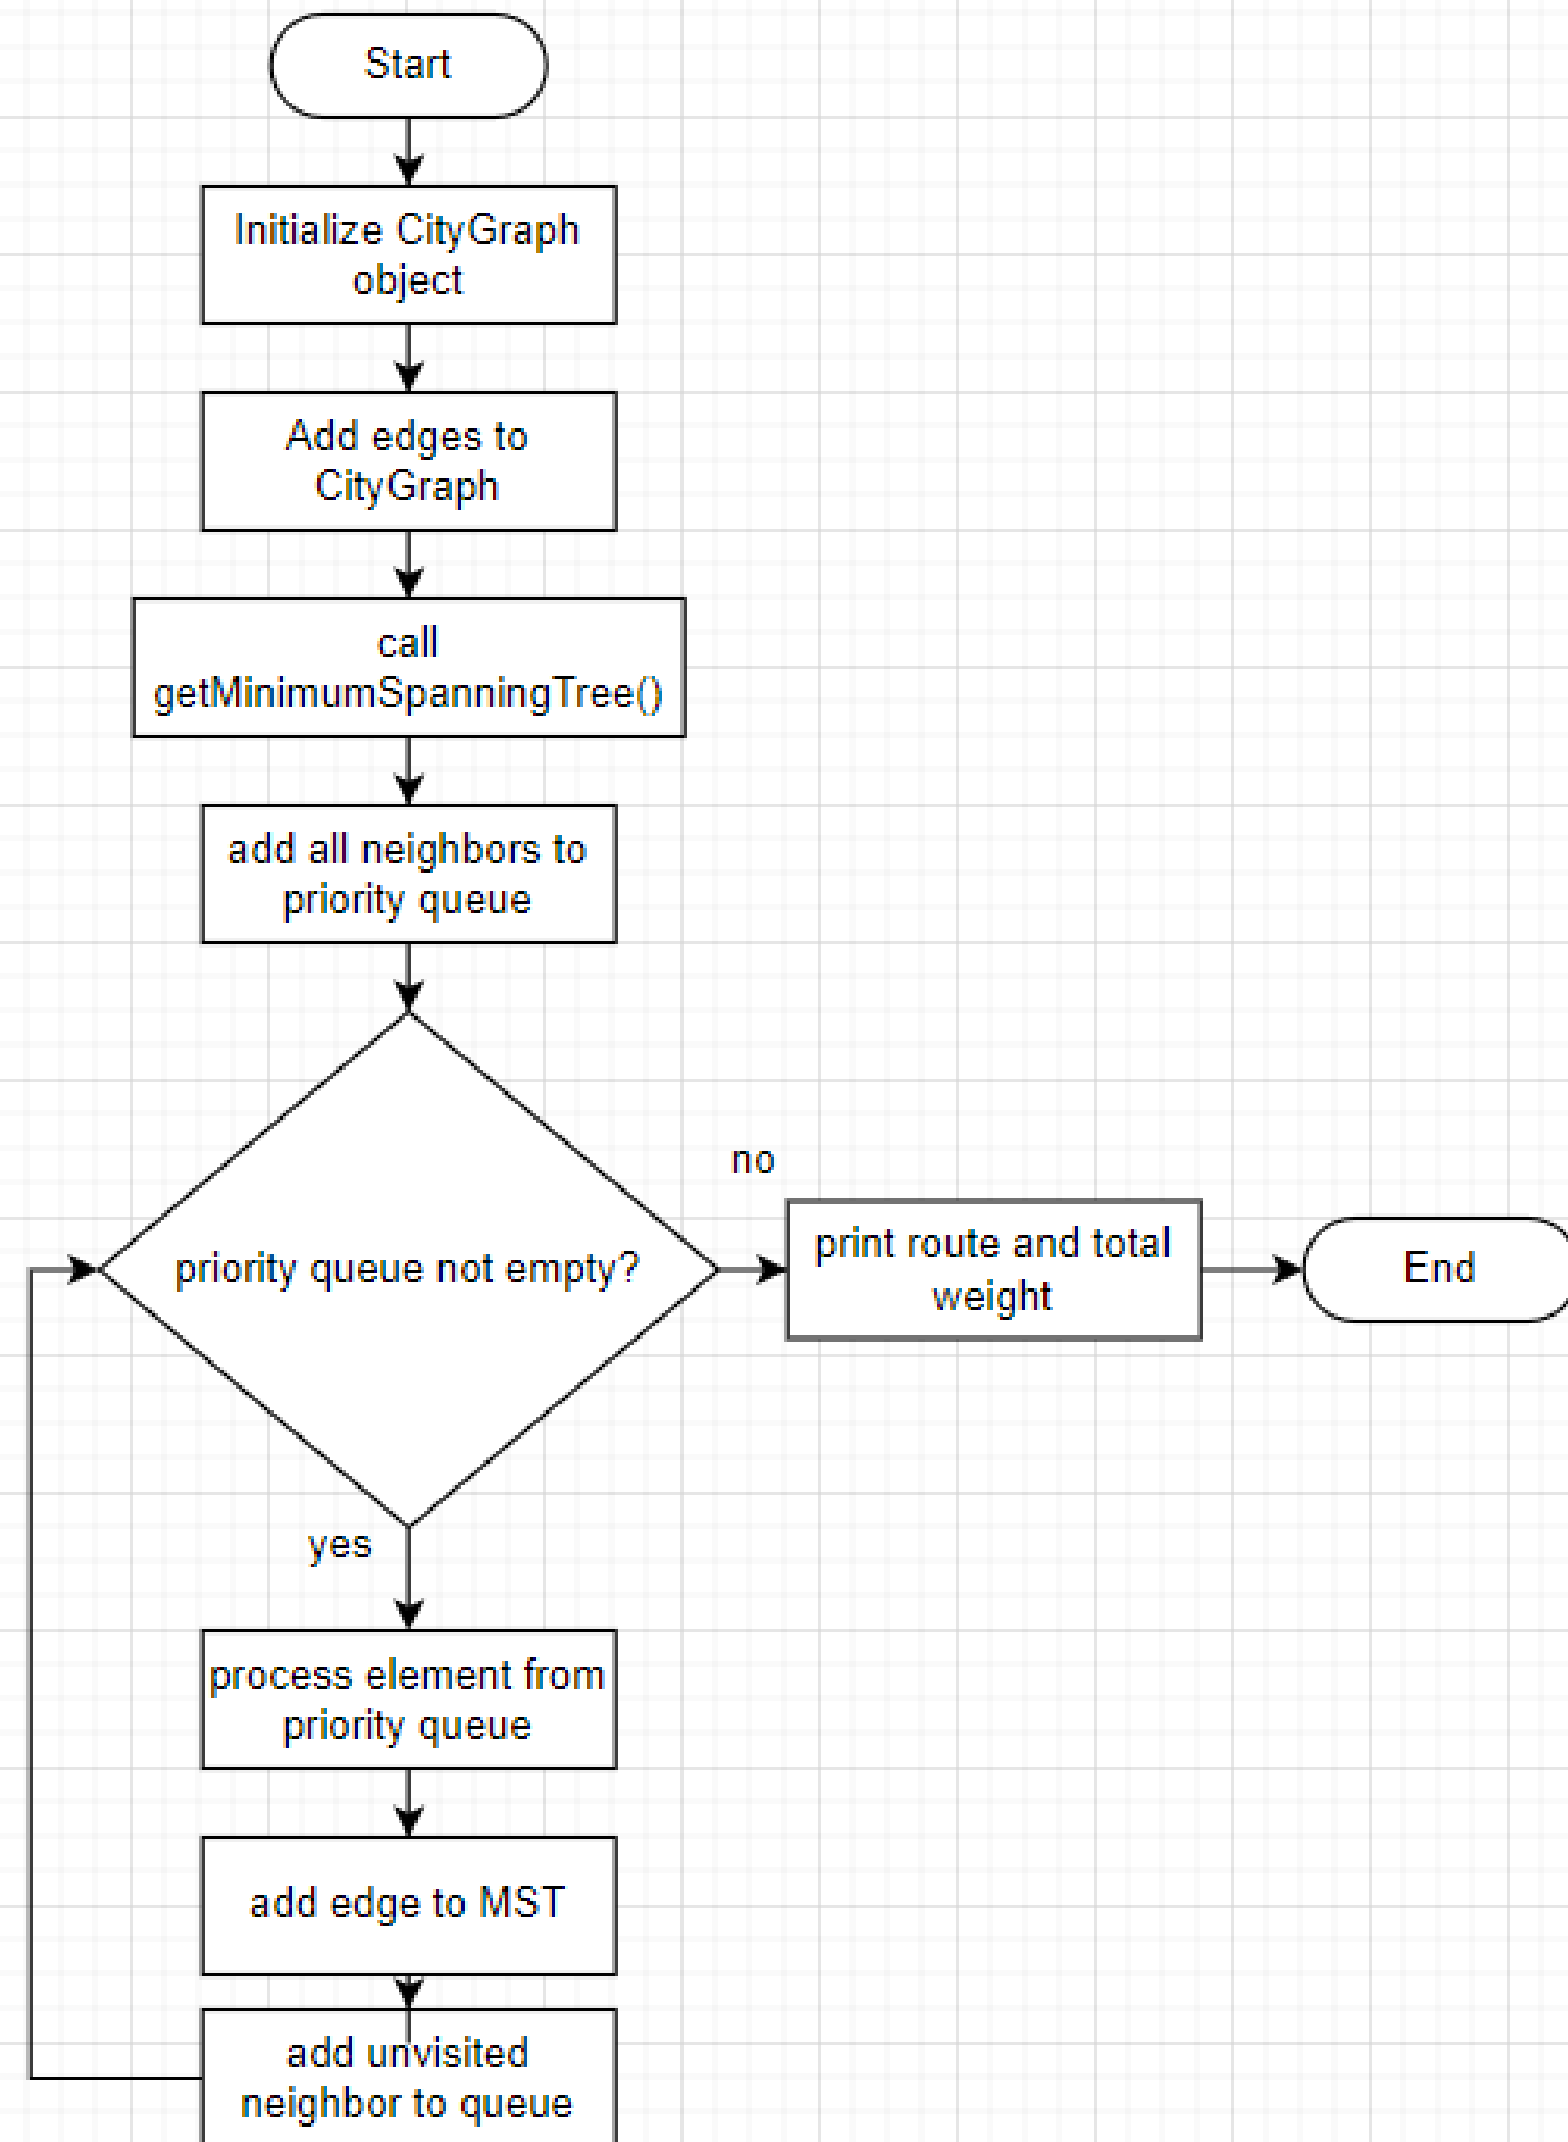 Start
Initialize CityGraph
object
Add edges to
CityGraph
call
getMinimumSpanningTree()
add all neighbors to
priority queue
priority queue not empty?
no
print route and total
weight
End
yes
process element from
priority queue
add edge to MST
add unvisited
neighbor to queue